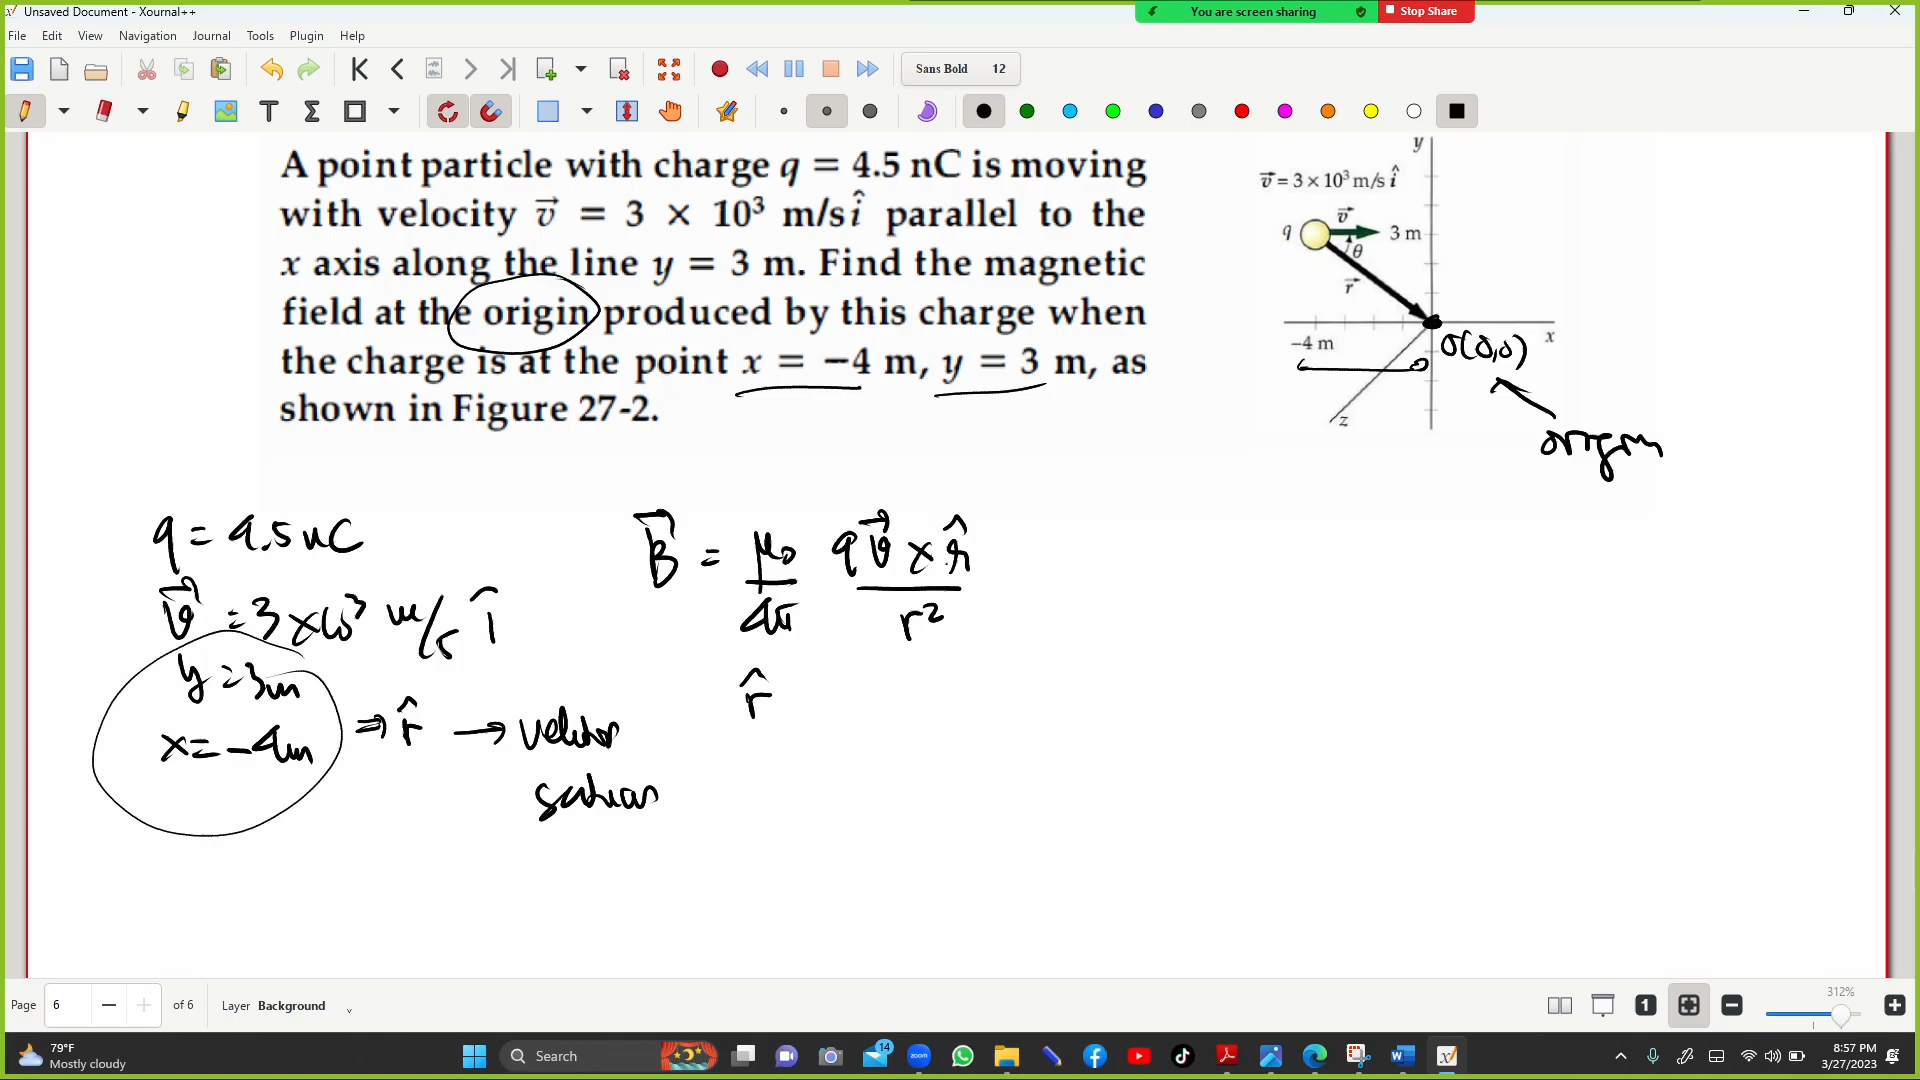 Unsaved Document - Xournal++
You are screen sharing
Stop Share
File Edit View Navigation Journal Tools Plugin Help
Sans Bold 12
A point particle with charge q = 4.5 nC is moving
with velocity v⃗ = 3 × 10³ m/s î parallel to the
x axis along the line y = 3 m. Find the magnetic
field at the origin produced by this charge when
the charge is at the point x = −4 m, y = 3 m, as
shown in Figure 27-2.
y
v⃗ = 3 × 10³ m/s î
v⃗
q
3 m
θ
r⃗
−4 m
x
z
O(0,0)
origin
q = 4.5 nC
v⃗ = 3 × 10³ m/s î
y = 3m
x = -4m
⇒ r̂ → vektor
satuan
B⃗ = μ₀/4π q v⃗ × r̂ / r²
r̂
Page 6 of 6 Layer Background
312%
79°F
Mostly cloudy
Search
14
zoom
8:57 PM
3/27/2023